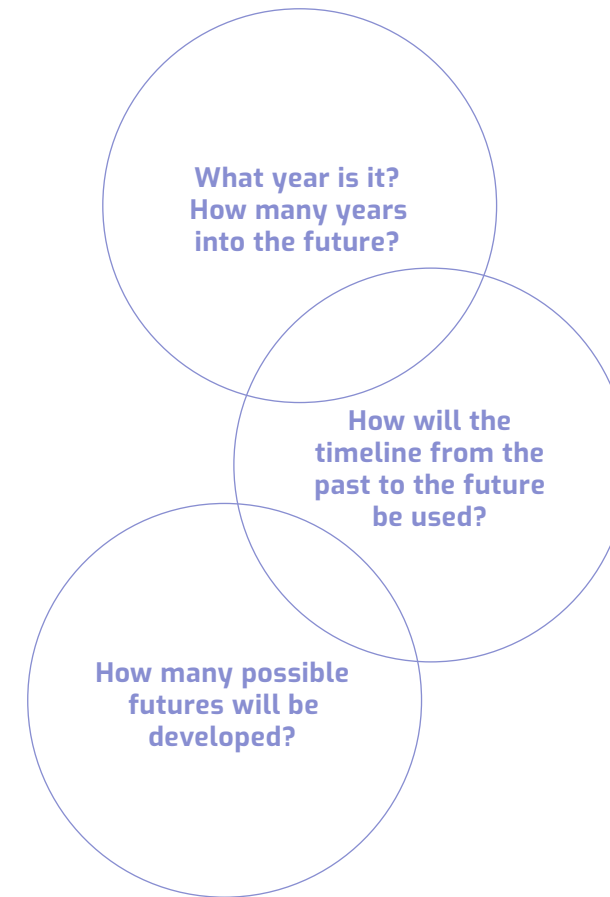 What year is it?
How many years
into the future?
How will the
timeline from the
past to the future
be used?
How many possible
futures will be
developed?